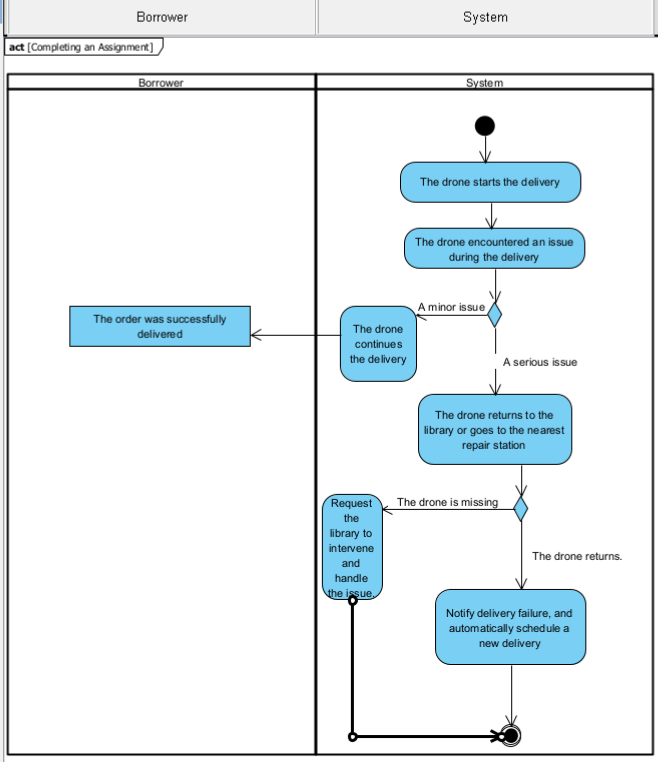 Borrower
System
act [Completing an Assignment]
Borrower
System
The drone starts the delivery
The drone encountered an issue
during the delivery
A minor issue
The order was successfully
delivered
The drone
continues
the delivery
A serious issue
The drone returns to the
library or goes to the nearest
repair station
The drone is missing
Request
the
library to
intervene
and
handle
the issue.
The drone returns.
Notify delivery failure, and
automatically schedule a
new delivery